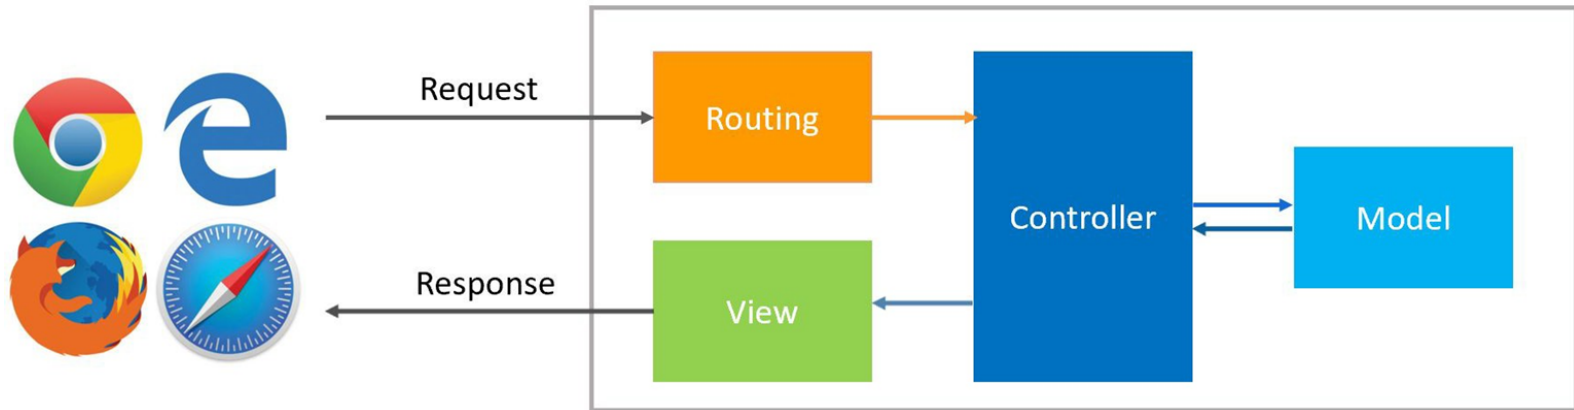 Request
Routing
Controller
Model
Response
View